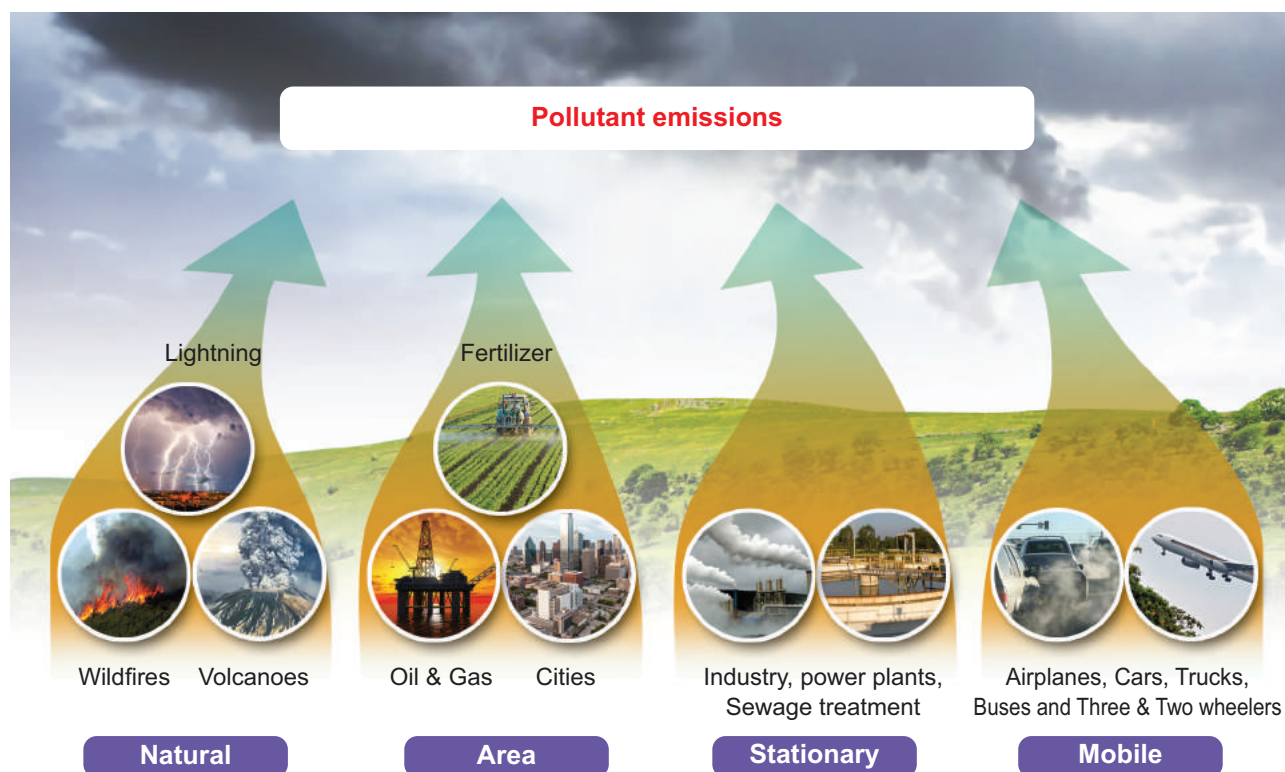 Pollutant emissions
Lightning
Fertilizer
Wildfires
Volcanoes
Oil & Gas
Cities
Industry, power plants,
Sewage treatment
Airplanes, Cars, Trucks,
Buses and Three & Two wheelers
Natural
Area
Stationary
Mobile